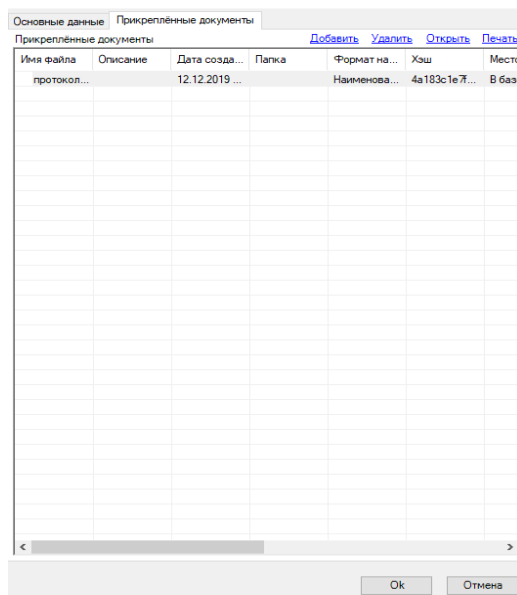 Основные данные Прикреплённые документы
Прикреплённые документы Добавить Удалить Открыть Печать
Имя файла Описание Дата созда... Папка Формат на... Хэш Место
протокол... 12.12.2019 ... Наименова... 4a183c1e7f... В баз
Ok Отмена